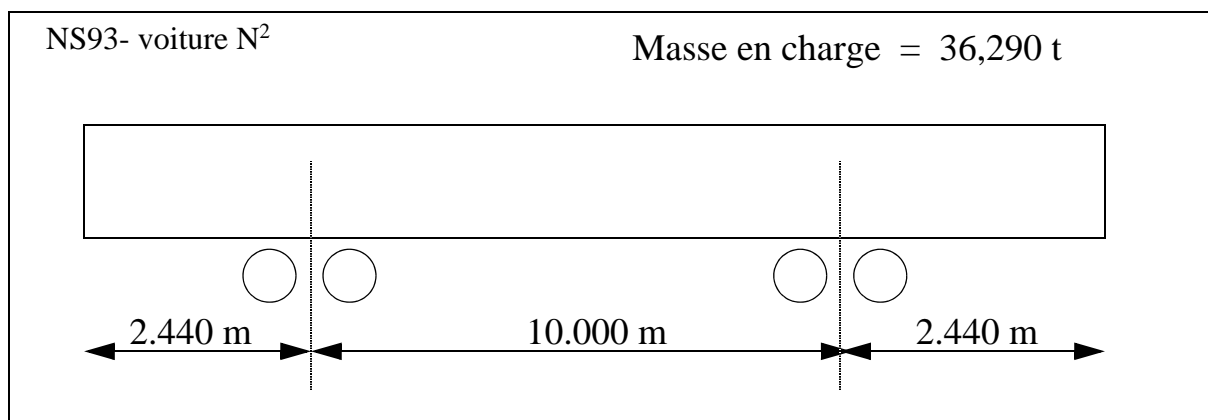 NS93- voiture N²
Masse en charge = 36,290 t
2.440 m 10.000 m 2.440 m